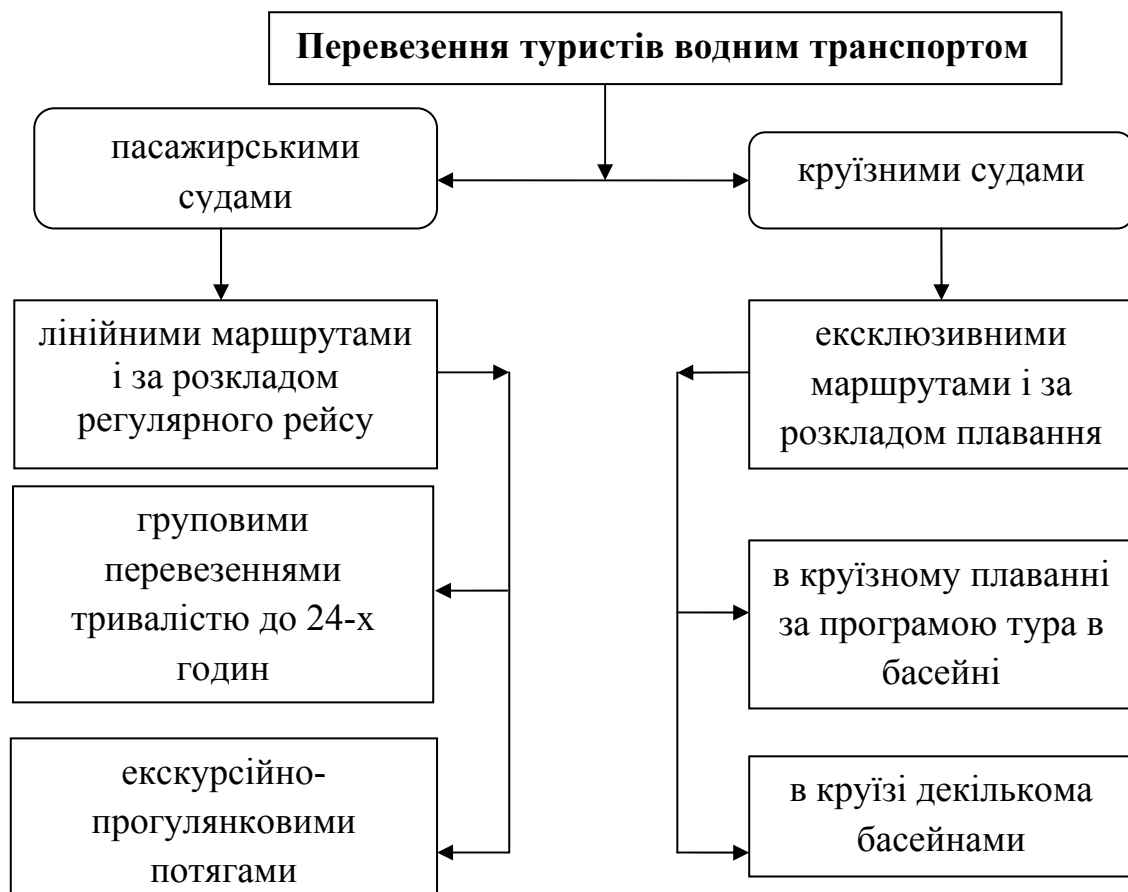 Перевезення туристів водним транспортом
пасажирськими
судами
круїзними судами
лінійними маршрутами
і за розкладом
регулярного рейсу
ексклюзивними
маршрутами і за
розкладом плавання
груповими
перевезеннями
тривалістю до 24-х
годин
в круїзному плаванні
за програмою тура в
басейні
екскурсійно-
прогулянковими
потягами
в круїзі декількома
басейнами